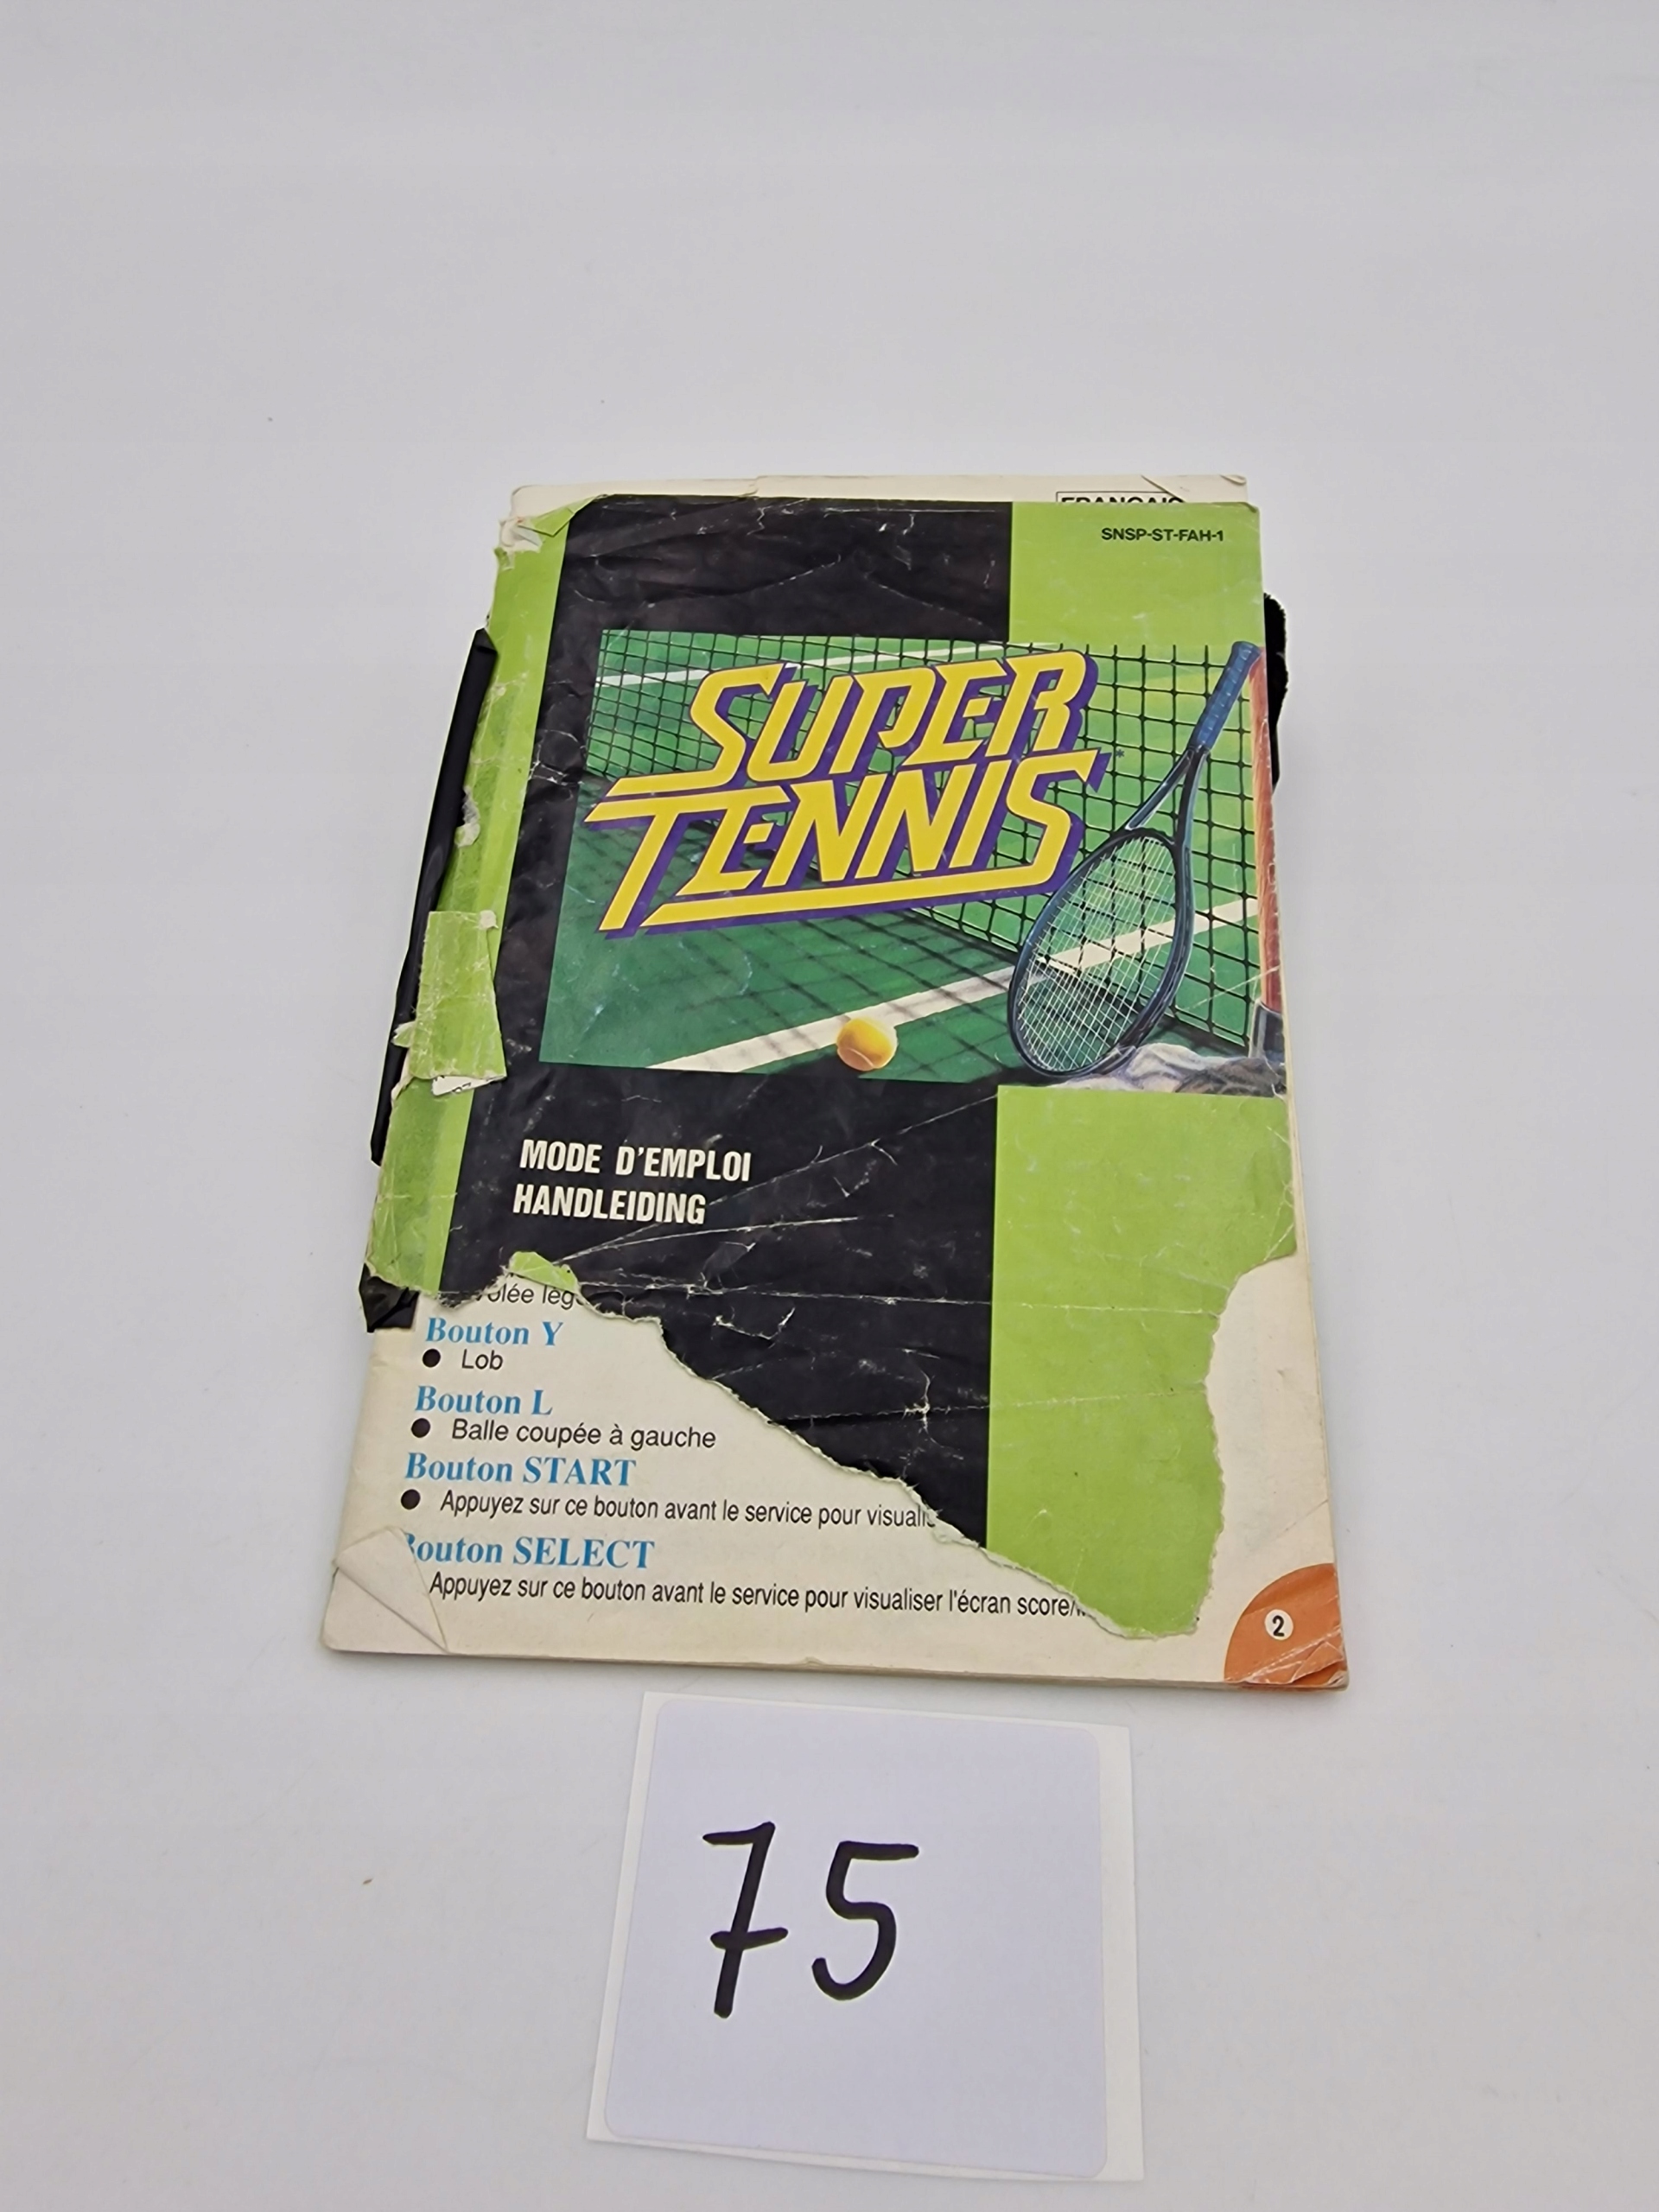 FRANÇAIS
SNSP-ST-FAH-1
SUPER
TENNIS
MODE D'EMPLOI
HANDLEIDING
Bouton Y
● Lob
Bouton L
● Balle coupée à gauche
Bouton START
● Appuyez sur ce bouton avant le service pour
Bouton SELECT
Appuyez sur ce bouton avant le service pour visualiser l'écran score/
2
75